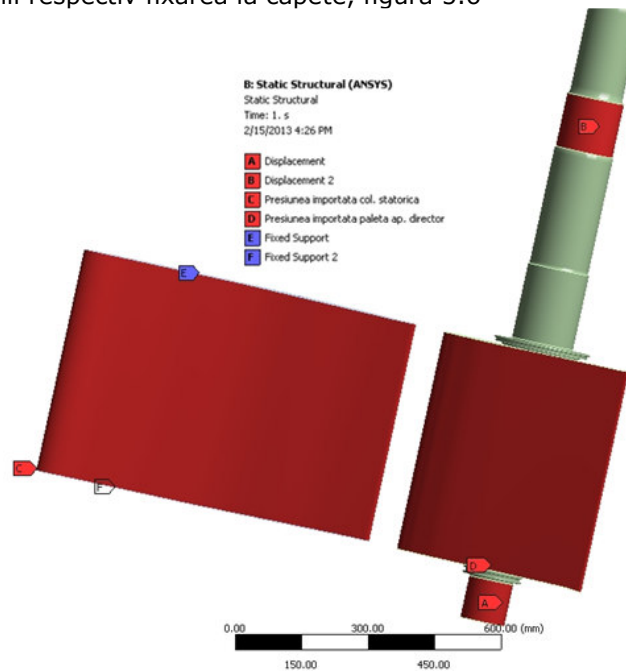 respectiv fixarea la capete, figura 5.6
B: Static Structural (ANSYS)
Static Structural
Time: 1. s
2/15/2013 4:26 PM
A Displacement
B Displacement 2
C Presiunea importata col. statorica
D Presiunea importata paleta ap. director
E Fixed Support
F Fixed Support 2
B
E
C
F
D
A
0.00 300.00 600.00 (mm)
150.00 450.00